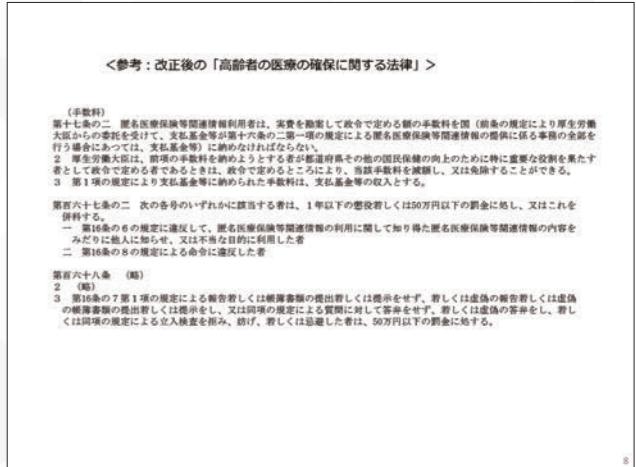 ＜参考：改正後の「高齢者の医療の確保に関する法律」＞
（手数料）
第十七条の二　匿名医療保険等関連情報利用者は、実費を勘案して政令で定める額の手数料を国（前条の規定により厚生労働
大臣からの委託を受けて、支払基金等が第十六条の二第一項の規定による匿名医療保険等関連情報の提供に係る事務の全部を
行う場合にあつては、支払基金等）に納めなければならない。
２　厚生労働大臣は、前項の手数料を納めようとする者が都道府県その他の国民保健の向上のために特に重要な役割を果たす
者として政令で定める者であるときは、政令で定めるところにより、当該手数料を減額し、又は免除することができる。
３　第１項の規定により支払基金等に納められた手数料は、支払基金等の収入とする。
第百六十七条の二　次の各号のいずれかに該当する者は、１年以下の懲役若しくは50万円以下の罰金に処し、又はこれを
併科する。
一　第16条の６の規定に違反して、匿名医療保険等関連情報の利用に関して知り得た匿名医療保険等関連情報の内容を
みだりに他人に知らせ、又は不当な目的に利用した者
二　第16条の８の規定による命令に違反した者
第百六十八条　（略）
２　（略）
３　第16条の７第１項の規定による報告若しくは帳簿書類の提出若しくは提示をせず、若しくは虚偽の報告若しくは虚偽
の帳簿書類の提出若しくは提示をし、又は同項の規定による質問に対して答弁をせず、若しくは虚偽の答弁をし、若し
くは同項の規定による立入検査を拒み、妨げ、若しくは忌避した者は、50万円以下の罰金に処する。
8